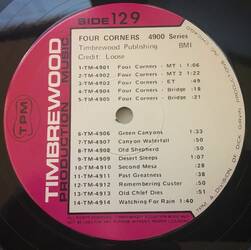 SIDE 129
FOUR CORNERS 4900 Series
Timbrewood Publishing BMI
Credit: Loose
1-TM-4901 Four Corners - MT 1 1:06
2-TM-4902 Four Corners - MT 2 1:22
3-TM-4903 Four Corners - ET :49
4-TM-4904 Four Corners - Bridge :18
5-TM-4905 Four Corners - Bridge :21
6-TM-4906 Green Canyons 1:33
7-TM-4907 Canyon Waterfall :50
8-TM-4908 Old Shepherd :50
9-TM-4909 Desert Sleeps 1:07
10-TM-4910 Second Mesa :28
11-TM-4911 Past Greatness :38
12-TM-4912 Remembering Custer :50
13-TM-4913 Old Chief Dies :51
14-TM-4914 Watching For Rain 1:40
TIMBREWOOD
PRODUCTION MUSIC
TPM